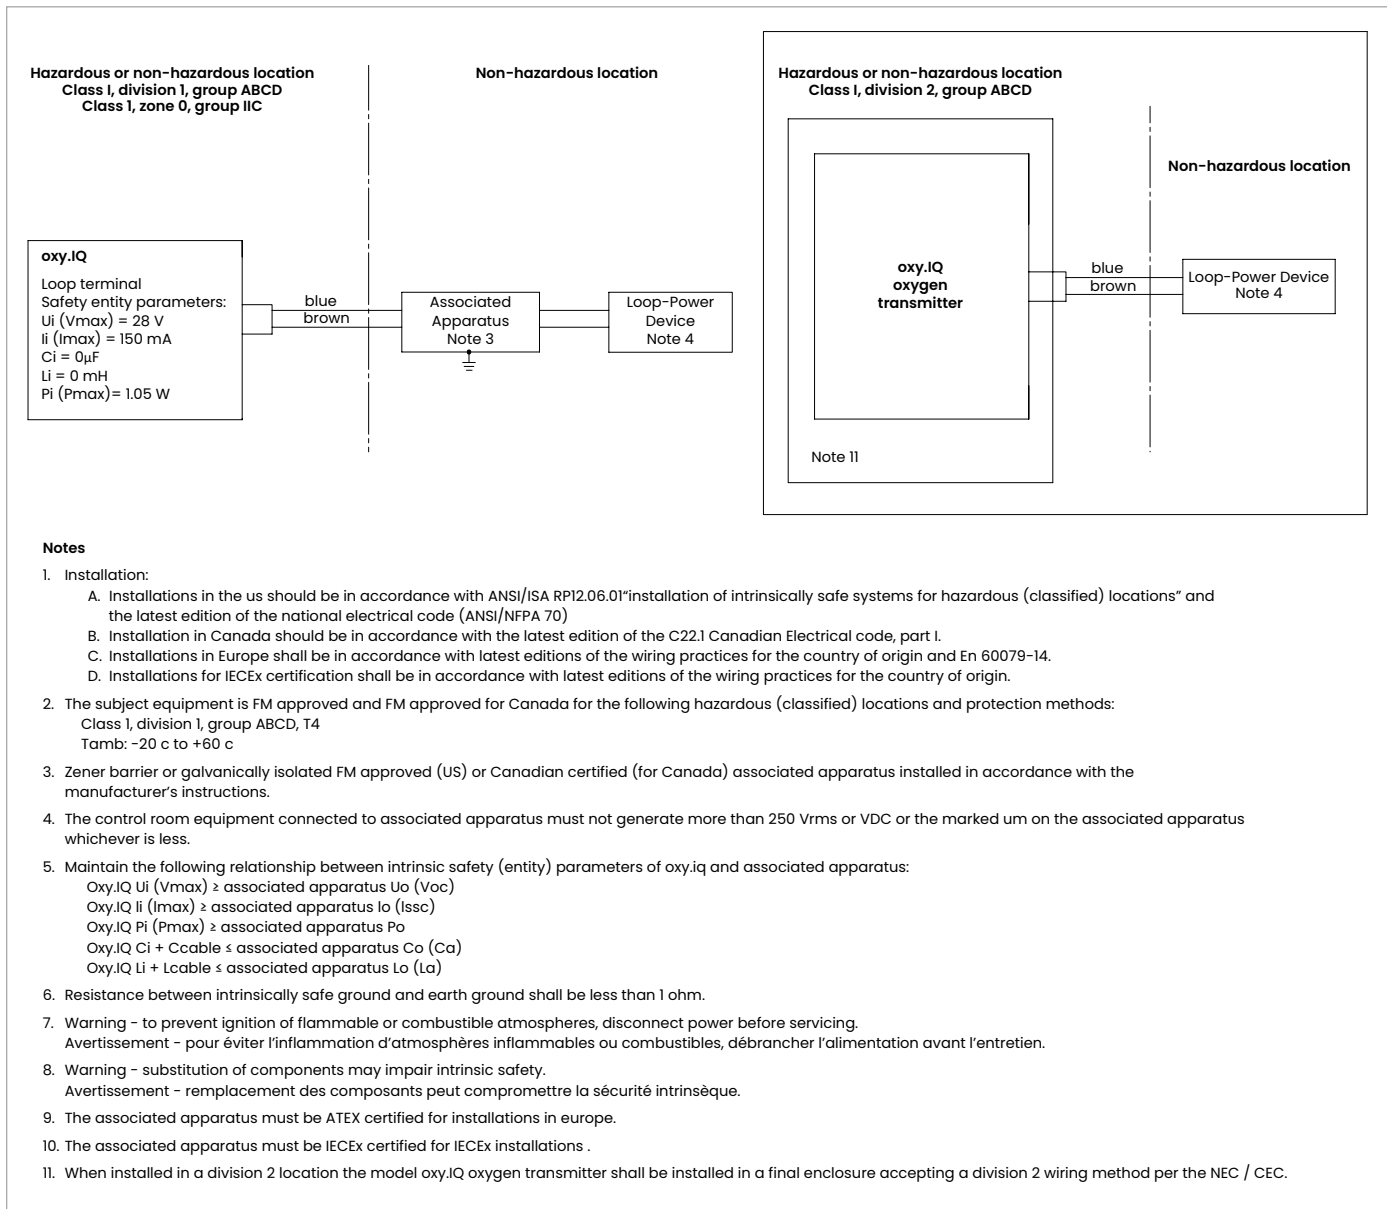 Hazardous or non-hazardous location
Class I, division 1, group ABCD
Class 1, zone 0, group IIC
Non-hazardous location
oxy.IQ
Loop terminal
Safety entity parameters:
Ui (Vmax) = 28 V
Ii (Imax) = 150 mA
Ci = 0µF
Li = 0 mH
Pi (Pmax)= 1.05 W
blue
brown
Associated
Apparatus
Note 3
Loop-Power
Device
Note 4
Hazardous or non-hazardous location
Class I, division 2, group ABCD
Non-hazardous location
oxy.IQ
oxygen
transmitter
blue
brown
Loop-Power Device
Note 4
Note 11
Notes
1. Installation:
A. Installations in the us should be in accordance with ANSI/ISA RP12.06.01“installation of intrinsically safe systems for hazardous (classified) locations” and
the latest edition of the national electrical code (ANSI/NFPA 70)
B. Installation in Canada should be in accordance with the latest edition of the C22.1 Canadian Electrical code, part I.
C. Installations in Europe shall be in accordance with latest editions of the wiring practices for the country of origin and En 60079-14.
D. Installations for IECEx certification shall be in accordance with latest editions of the wiring practices for the country of origin.
2. The subject equipment is FM approved and FM approved for Canada for the following hazardous (classified) locations and protection methods:
Class 1, division 1, group ABCD, T4
Tamb: -20 c to +60 c
3. Zener barrier or galvanically isolated FM approved (US) or Canadian certified (for Canada) associated apparatus installed in accordance with the
manufacturer’s instructions.
4. The control room equipment connected to associated apparatus must not generate more than 250 Vrms or VDC or the marked um on the associated apparatus
whichever is less.
5. Maintain the following relationship between intrinsic safety (entity) parameters of oxy.iq and associated apparatus:
Oxy.IQ Ui (Vmax) ≥ associated apparatus Uo (Voc)
Oxy.IQ Ii (Imax) ≥ associated apparatus Io (Issc)
Oxy.IQ Pi (Pmax) ≥ associated apparatus Po
Oxy.IQ Ci + Ccable ≤ associated apparatus Co (Ca)
Oxy.IQ Li + Lcable ≤ associated apparatus Lo (La)
6. Resistance between intrinsically safe ground and earth ground shall be less than 1 ohm.
7. Warning - to prevent ignition of flammable or combustible atmospheres, disconnect power before servicing.
Avertissement - pour éviter l’inflammation d’atmosphères inflammables ou combustibles, débrancher l’alimentation avant l’entretien.
8. Warning - substitution of components may impair intrinsic safety.
Avertissement - remplacement des composants peut compromettre la sécurité intrinsèque.
9. The associated apparatus must be ATEX certified for installations in europe.
10. The associated apparatus must be IECEx certified for IECEx installations .
11. When installed in a division 2 location the model oxy.IQ oxygen transmitter shall be installed in a final enclosure accepting a division 2 wiring method per the NEC / CEC.